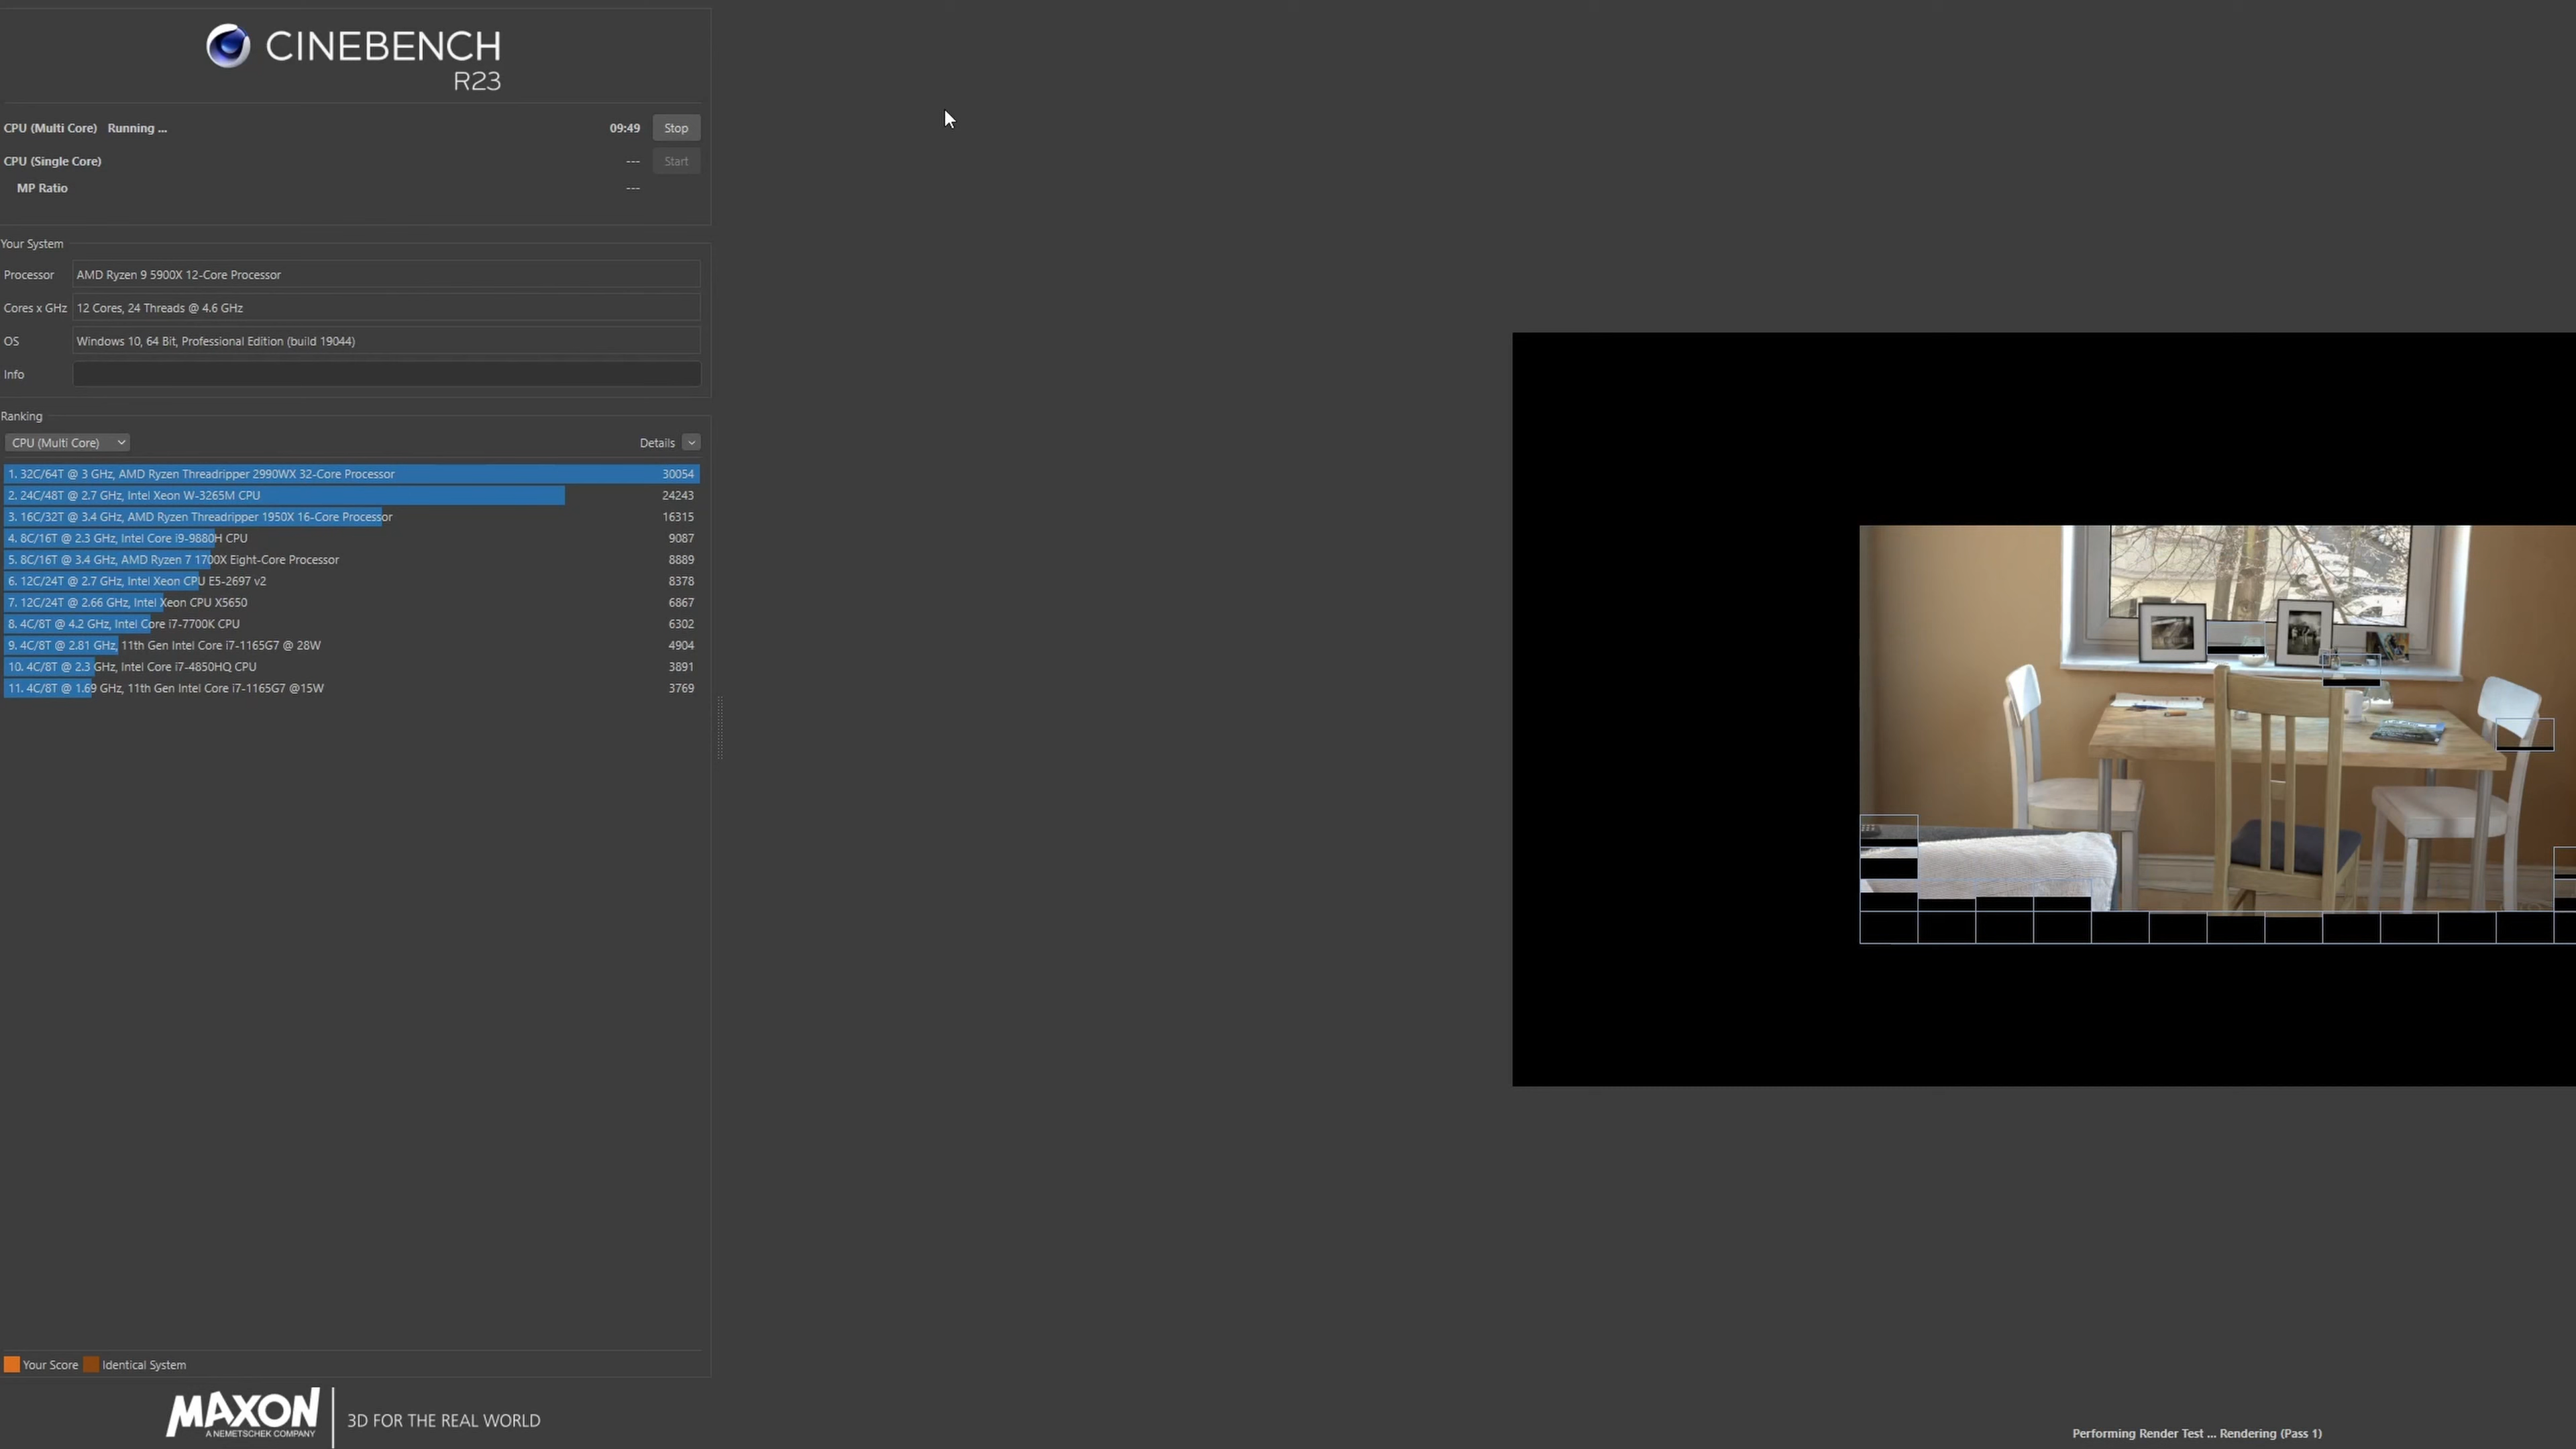 CINEBENCH
R23
CPU (Multi Core) Running ... 09:49 Stop
CPU (Single Core) --- Start
MP Ratio ---
Your System
Processor AMD Ryzen 9 5900X 12-Core Processor
Cores x GHz 12 Cores, 24 Threads @ 4.6 GHz
OS Windows 10, 64 Bit, Professional Edition (build 19044)
Info
Ranking
CPU (Multi Core) Details
1. 32C/64T @ 3 GHz, AMD Ryzen Threadripper 2990WX 32-Core Processor 30054
2. 24C/48T @ 2.7 GHz, Intel Xeon W-3265M CPU 24243
3. 16C/32T @ 3.4 GHz, AMD Ryzen Threadripper 1950X 16-Core Processor 16315
4. 8C/16T @ 2.3 GHz, Intel Core i9-9880H CPU 9087
5. 8C/16T @ 3.4 GHz, AMD Ryzen 7 1700X Eight-Core Processor 8889
6. 12C/24T @ 2.7 GHz, Intel Xeon CPU E5-2697 v2 8378
7. 12C/24T @ 2.66 GHz, Intel Xeon CPU X5650 6867
8. 4C/8T @ 4.2 GHz, Intel Core i7-7700K CPU 6302
9. 4C/8T @ 2.81 GHz, 11th Gen Intel Core i7-1165G7 @ 28W 4904
10. 4C/8T @ 2.3 GHz, Intel Core i7-4850HQ CPU 3891
11. 4C/8T @ 1.69 GHz, 11th Gen Intel Core i7-1165G7 @15W 3769
Your Score Identical System
MAXON
A NEMETSCHEK COMPANY
3D FOR THE REAL WORLD
Performing Render Test ... Rendering (Pass 1)